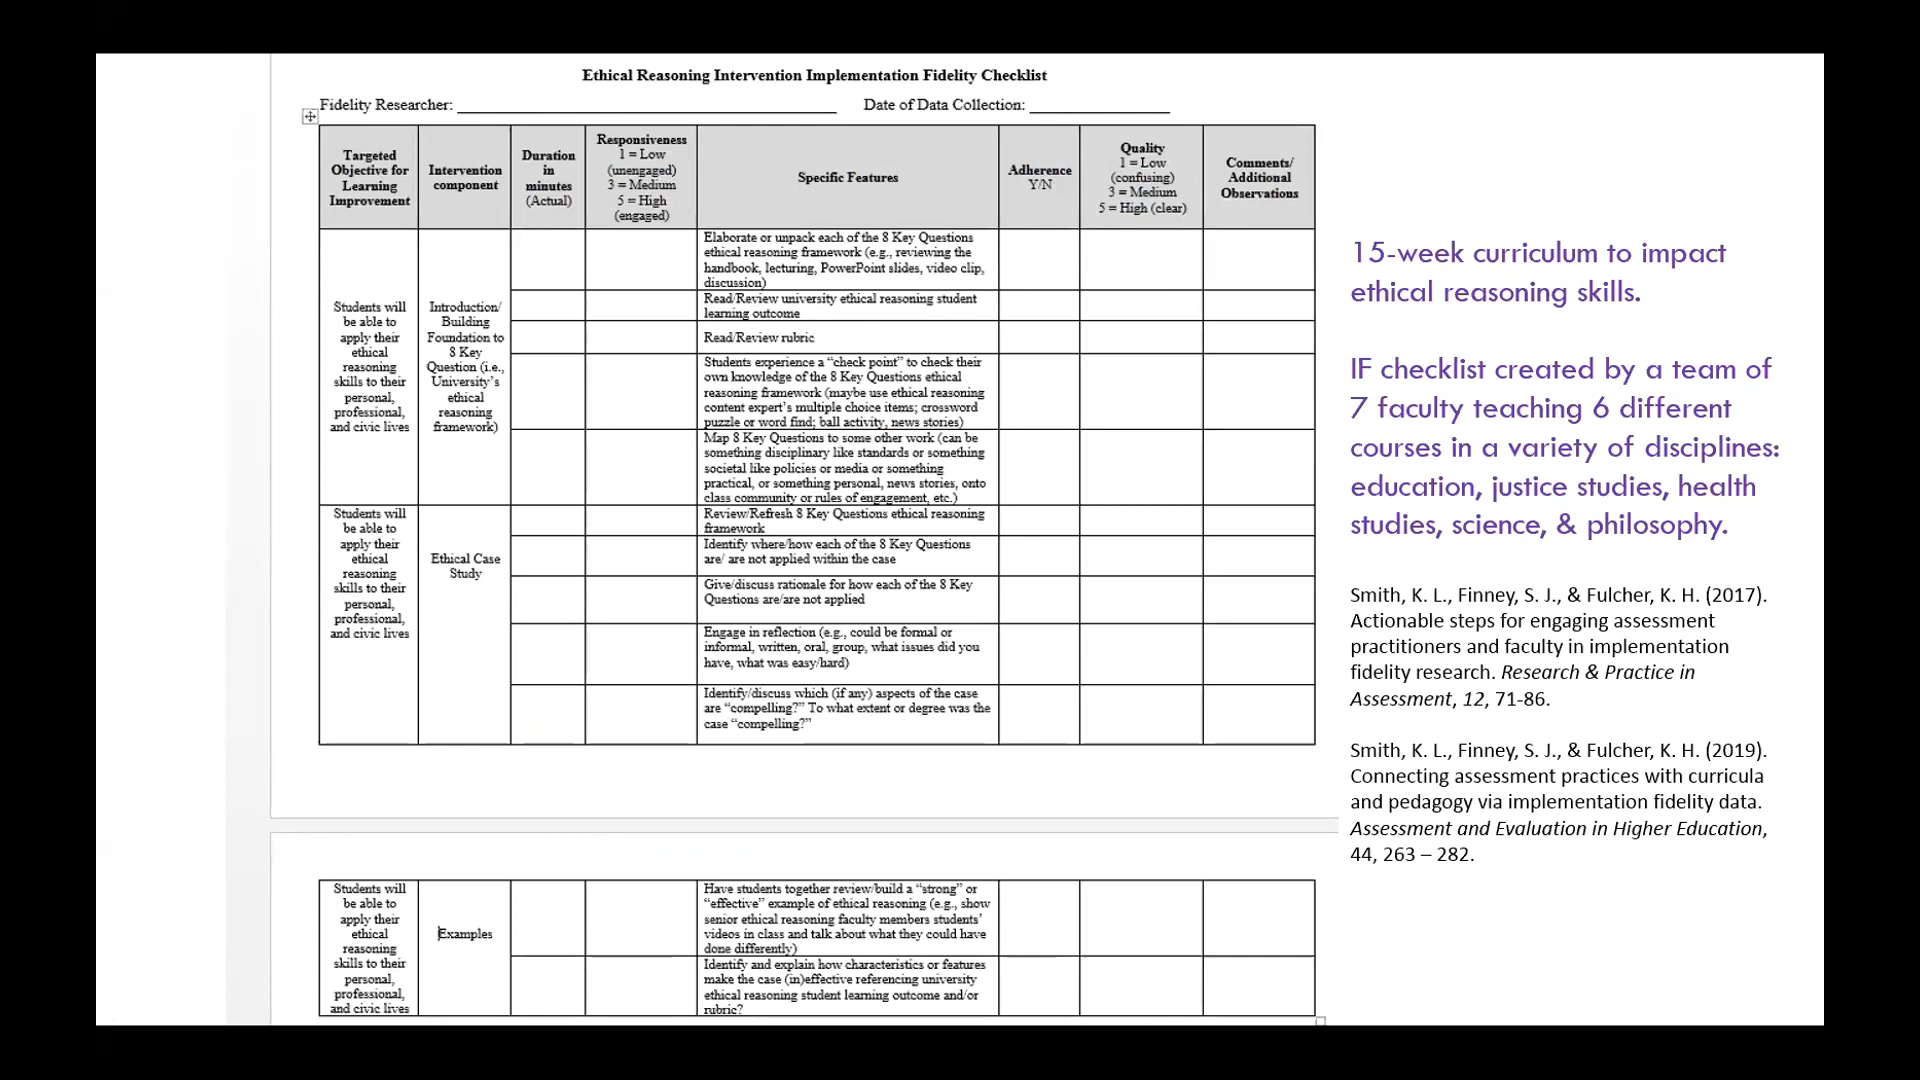 Ethical Reasoning Intervention Implementation Fidelity Checklist
Fidelity Researcher: ______________________ Date of Data Collection: ______________
Targeted
Objective for
Learning
Improvement
Intervention
component
Duration
in
minutes
(Actual)
Responsiveness
1 = Low
(unengaged)
3 = Medium
5 = High
(engaged)
Specific Features
Adherence
Y/N
Quality
1 = Low
(confusing)
3 = Medium
5 = High (clear)
Comments/
Additional
Observations
Students will
be able to
apply their
ethical
reasoning
skills to their
personal,
professional,
and civic lives
Introduction/
Building
Foundation to
8 Key
Question (i.e.,
University’s
ethical
reasoning
framework)
Elaborate or unpack each of the 8 Key Questions
ethical reasoning framework (e.g., reviewing the
handbook, lecturing, PowerPoint slides, video clip,
discussion)
Read/Review university ethical reasoning student
learning outcome
Read/Review rubric
Students experience a “check point” to check their
own knowledge of the 8 Key Questions ethical
reasoning framework (maybe use ethical reasoning
content expert’s multiple choice items; crossword
puzzle or word find; ball activity, news stories)
Map 8 Key Questions to some other work (can be
something disciplinary like standards or something
societal like policies or media or something
practical, or something personal, news stories, onto
class community or rules of engagement, etc.)
Students will
be able to
apply their
ethical
reasoning
skills to their
personal,
professional,
and civic lives
Ethical Case
Study
Review/Refresh 8 Key Questions ethical reasoning
framework
Identify where/how each of the 8 Key Questions
are/ are not applied within the case
Give/discuss rationale for how each of the 8 Key
Questions are/are not applied
Engage in reflection (e.g., could be formal or
informal, written, oral, group, what issues did you
have, what was easy/hard)
Identify/discuss which (if any) aspects of the case
are “compelling?” To what extent or degree was the
case “compelling?”
Students will
be able to
apply their
ethical
reasoning
skills to their
personal,
professional,
and civic lives
Examples
Have students together review/build a “strong” or
“effective” example of ethical reasoning (e.g., show
senior ethical reasoning faculty members students’
videos in class and talk about what they could have
done differently)
Identify and explain how characteristics or features
make the case (in)effective referencing university
ethical reasoning student learning outcome and/or
rubric?
15-week curriculum to impact
ethical reasoning skills.
IF checklist created by a team of
7 faculty teaching 6 different
courses in a variety of disciplines:
education, justice studies, health
studies, science, & philosophy.
Smith, K. L., Finney, S. J., & Fulcher, K. H. (2017).
Actionable steps for engaging assessment
practitioners and faculty in implementation
fidelity research. Research & Practice in
Assessment, 12, 71-86.
Smith, K. L., Finney, S. J., & Fulcher, K. H. (2019).
Connecting assessment practices with curricula
and pedagogy via implementation fidelity data.
Assessment and Evaluation in Higher Education,
44, 263 – 282.